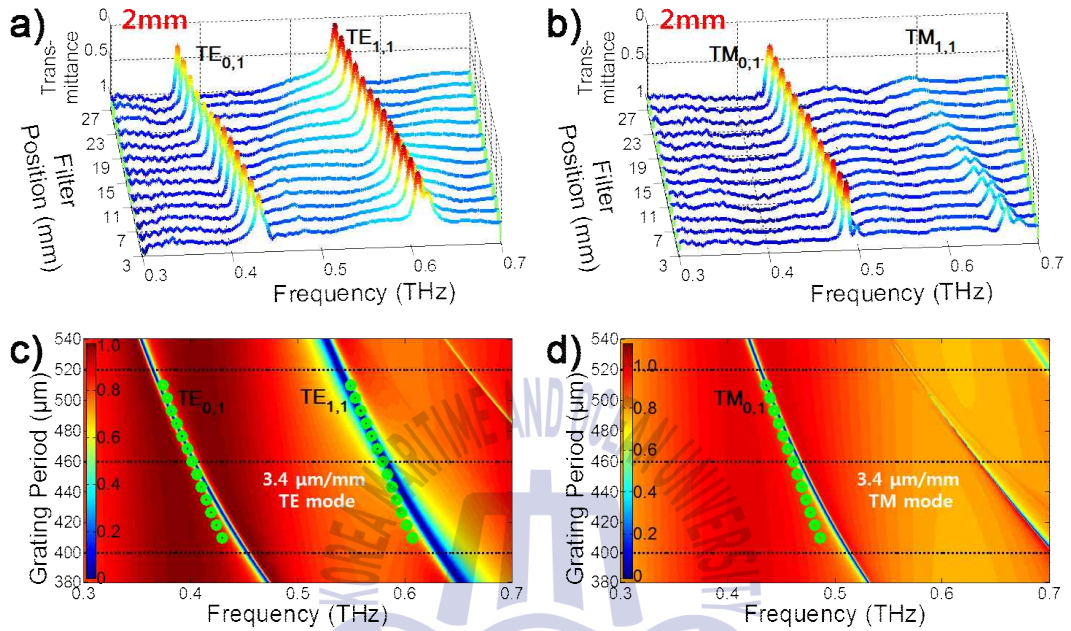 a)
2mm
TE0,1
TE1,1
Trans-
mittance
0
0.5
1
Filter
Position (mm)
27
23
19
15
11
7
3
0.3
0.4
0.5
0.6
0.7
Frequency (THz)
b)
2mm
TM0,1
TM1,1
Trans-
mittance
0
0.5
1
Filter
Position (mm)
27
23
19
15
11
7
3
0.3
0.4
0.5
0.6
0.7
Frequency (THz)
c)
Grating Period (µm)
540
520
500
480
460
440
420
400
380
1.0
0.8
0.6
0.4
0.2
0.0
TE0,1
TE1,1
3.4 µm/mm
TE mode
0.3
0.4
0.5
0.6
0.7
Frequency (THz)
d)
Grating Period (µm)
540
520
500
480
460
440
420
400
380
1.0
0.8
0.6
0.4
0.2
0
TM0,1
3.4 µm/mm
TM mode
0.3
0.4
0.5
0.6
0.7
Frequency (THz)
KOREA MARITIME AND OCEAN UNIVERSITY